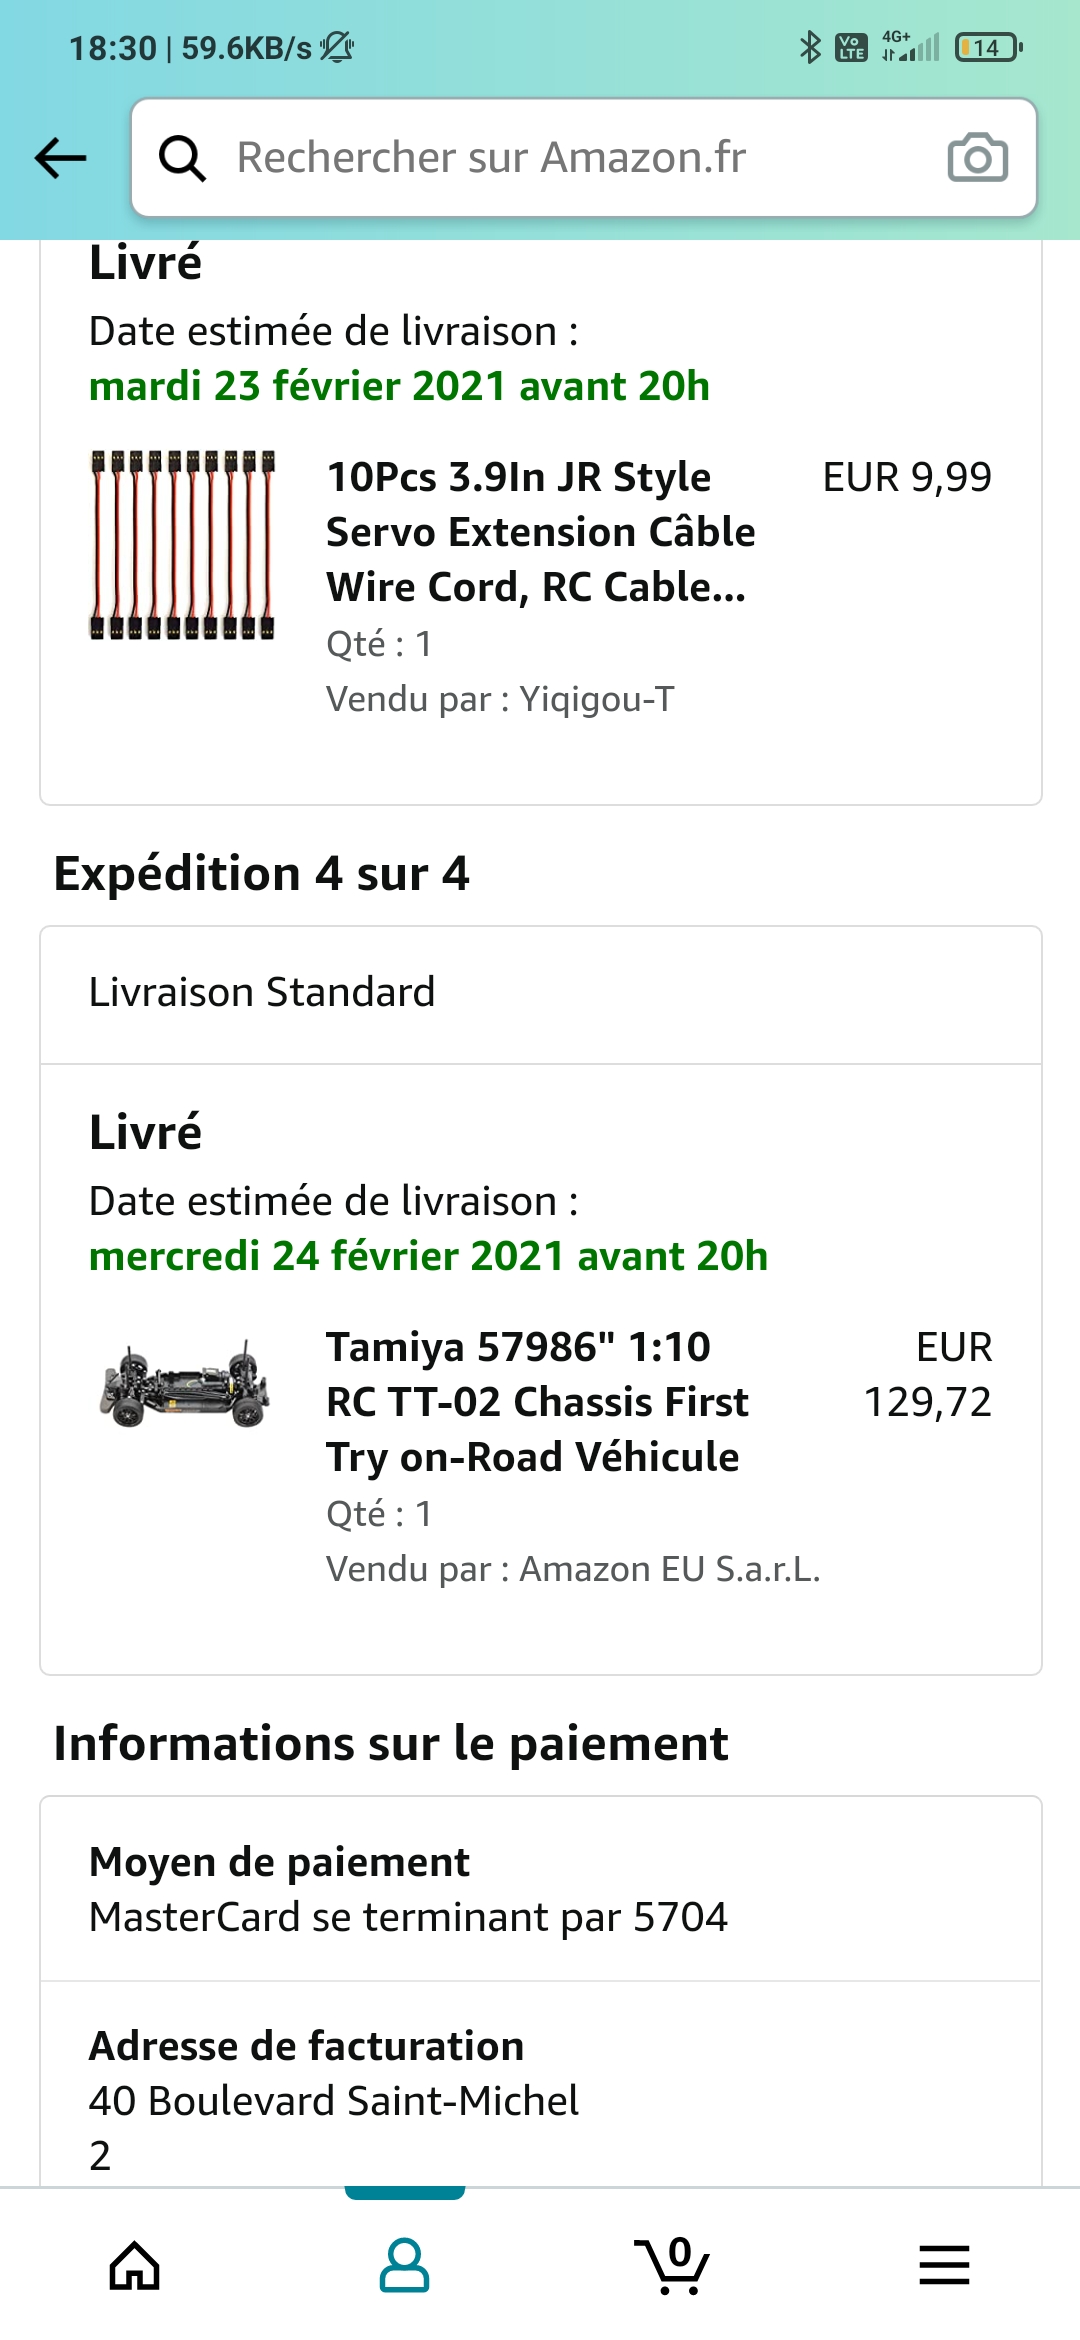 18:30 | 59.6KB/s
Vo LTE
4G+
14
Rechercher sur Amazon.fr
Livré
Date estimée de livraison :
mardi 23 février 2021 avant 20h
10Pcs 3.9In JR Style
EUR 9,99
Servo Extension Câble
Wire Cord, RC Cable...
Qté : 1
Vendu par : Yiqigou-T
Expédition 4 sur 4
Livraison Standard
Livré
Date estimée de livraison :
mercredi 24 février 2021 avant 20h
Tamiya 57986" 1:10
EUR
RC TT-02 Chassis First
129,72
Try on-Road Véhicule
Qté : 1
Vendu par : Amazon EU S.a.r.L.
Informations sur le paiement
Moyen de paiement
MasterCard se terminant par 5704
Adresse de facturation
40 Boulevard Saint-Michel
2
0